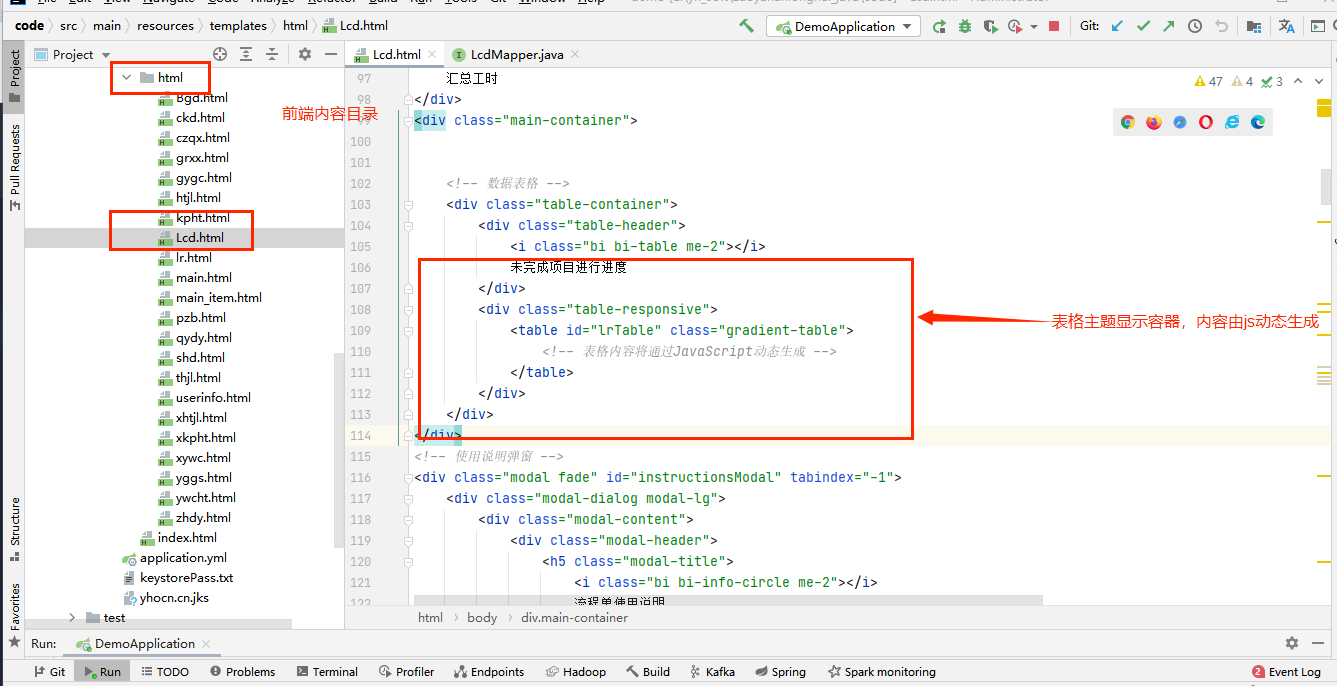 code > src > main > resources > templates > html > Lcd.html
DemoApplication
Git:
Project
Lcd.html
LcdMapper.java
Project
Pull Requests
Structure
Favorites
html
Bgd.html
ckd.html
czqx.html
grxx.html
gygc.html
htjl.html
kpht.html
Lcd.html
lr.html
main.html
main_item.html
pzb.html
qydy.html
shd.html
thjl.html
userinfo.html
xhtjl.html
xkpht.html
xywc.html
yggs.html
ywcht.html
zhdy.html
index.html
application.yml
keystorePass.txt
yhocn.cn.jks
test
前端内容目录
47 4 3
97 汇总工时
98 </div>
99 <div class="main-container">
100
101
102 <!-- 数据表格 -->
103 <div class="table-container">
104 <div class="table-header">
105 <i class="bi bi-table me-2"></i>
106 未完成项目进行进度
107 </div>
108 <div class="table-responsive">
109 <table id="lrTable" class="gradient-table">
110 <!-- 表格内容将通过JavaScript动态生成 -->
111 </table>
112 </div>
113 </div>
114 </div>
115 <!-- 使用说明弹窗 -->
116 <div class="modal fade" id="instructionsModal" tabindex="-1">
117 <div class="modal-dialog modal-lg">
118 <div class="modal-content">
119 <div class="modal-header">
120 <h5 class="modal-title">
121 <i class="bi bi-info-circle me-2"></i>
122 流程单使用说明
表格主题显示容器，内容由js动态生成
html > body > div.main-container
Run: DemoApplication
Git Run TODO Problems Terminal Profiler Endpoints Hadoop Build Kafka Spring Spark monitoring 2 Event Log